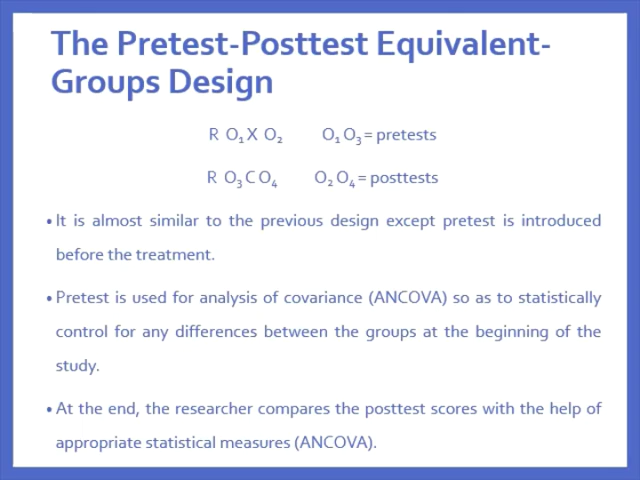 The Pretest-Posttest Equivalent-
Groups Design
R O₁ X O₂ O₁ O₃ = pretests
R O₃ C O₄ O₂ O₄ = posttests
• It is almost similar to the previous design except pretest is introduced
before the treatment.
• Pretest is used for analysis of covariance (ANCOVA) so as to statistically
control for any differences between the groups at the beginning of the
study.
• At the end, the researcher compares the posttest scores with the help of
appropriate statistical measures (ANCOVA).